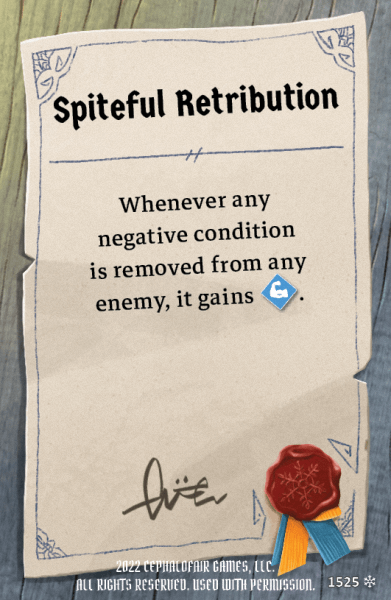 Spiteful Retribution
Whenever any
negative condition
is removed from any
enemy, it gains .
2022 CEPHALOFAIR GAMES, LLC.
ALL RIGHTS RESERVED. USED WITH PERMISSION.
1525